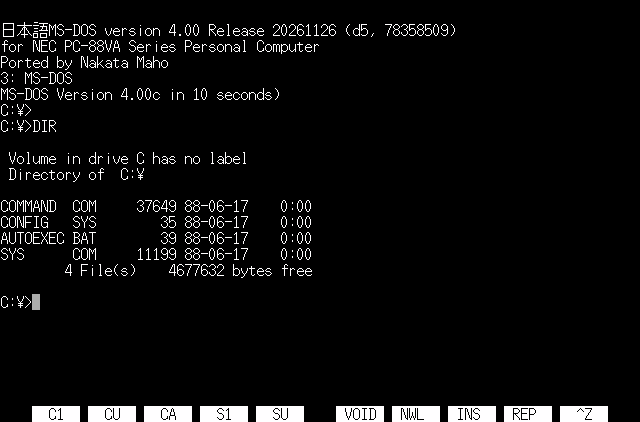 日本語MS-DOS version 4.00 Release 20261126 (d5, 78358509)
for NEC PC-88VA Series Personal Computer
Ported by Nakata Maho
3: MS-DOS
MS-DOS Version 4.00c in 10 seconds)
C:¥>
C:¥>DIR
Volume in drive C has no label
Directory of  C:¥
COMMAND  COM     37649 88-06-17    0:00
CONFIG   SYS        35 88-06-17    0:00
AUTOEXEC BAT        39 88-06-17    0:00
SYS      COM     11199 88-06-17    0:00
4 File(s)    4677632 bytes free
C:¥>
C1 CU CA S1 SU VOID NWL INS REP ^Z